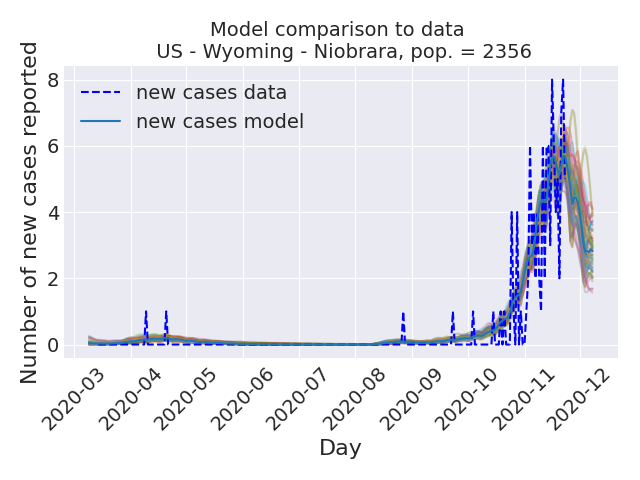 Model comparison to data
US - Wyoming - Niobrara, pop. = 2356
Number of new cases reported
8
6
4
2
0
new cases data
new cases model
2020-03
2020-04
2020-05
2020-06
2020-07
2020-08
2020-09
2020-10
2020-11
2020-12
Day